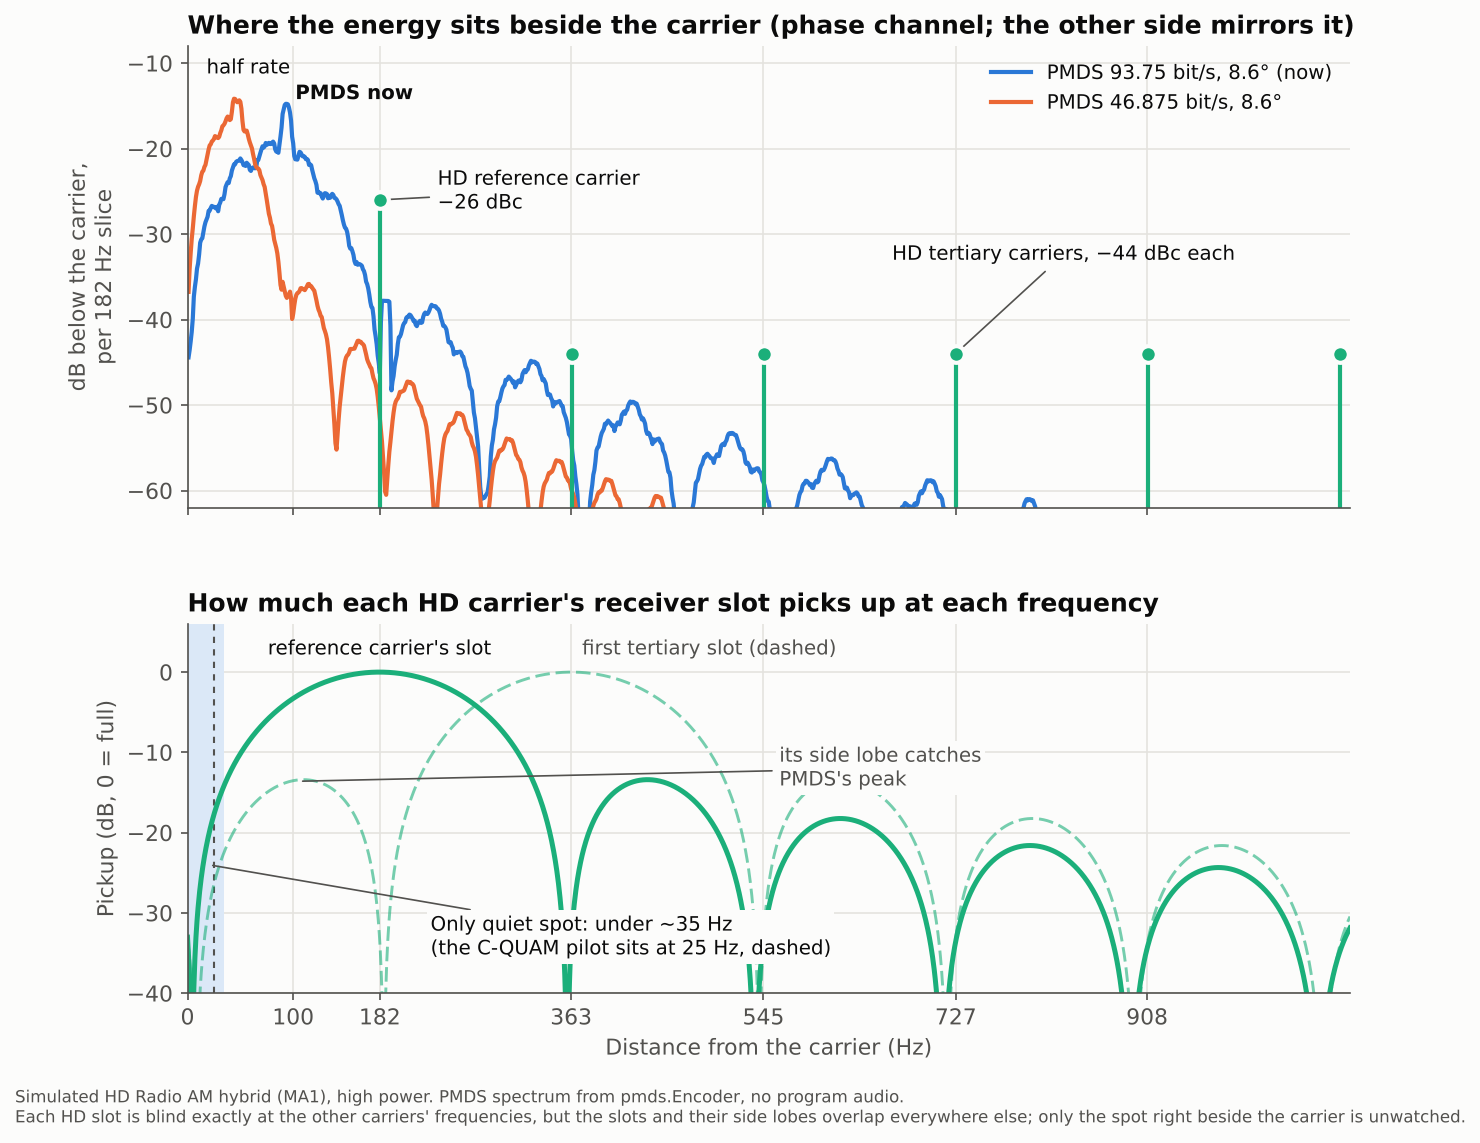 Where the energy sits beside the carrier (phase channel; the other side mirrors it)
−10
−20
−30
−40
−50
−60
dB below the carrier,
per 182 Hz slice
half rate
PMDS now
PMDS 93.75 bit/s, 8.6° (now)
PMDS 46.875 bit/s, 8.6°
HD reference carrier
−26 dBc
HD tertiary carriers, −44 dBc each
How much each HD carrier's receiver slot picks up at each frequency
reference carrier's slot
first tertiary slot (dashed)
0
−10
−20
−30
−40
Pickup (dB, 0 = full)
its side lobe catches
PMDS's peak
Only quiet spot: under ~35 Hz
(the C-QUAM pilot sits at 25 Hz, dashed)
0 100 182 363 545 727 908
Distance from the carrier (Hz)
Simulated HD Radio AM hybrid (MA1), high power. PMDS spectrum from pmds.Encoder, no program audio.
Each HD slot is blind exactly at the other carriers' frequencies, but the slots and their side lobes overlap everywhere else; only the spot right beside the carrier is unwatched.